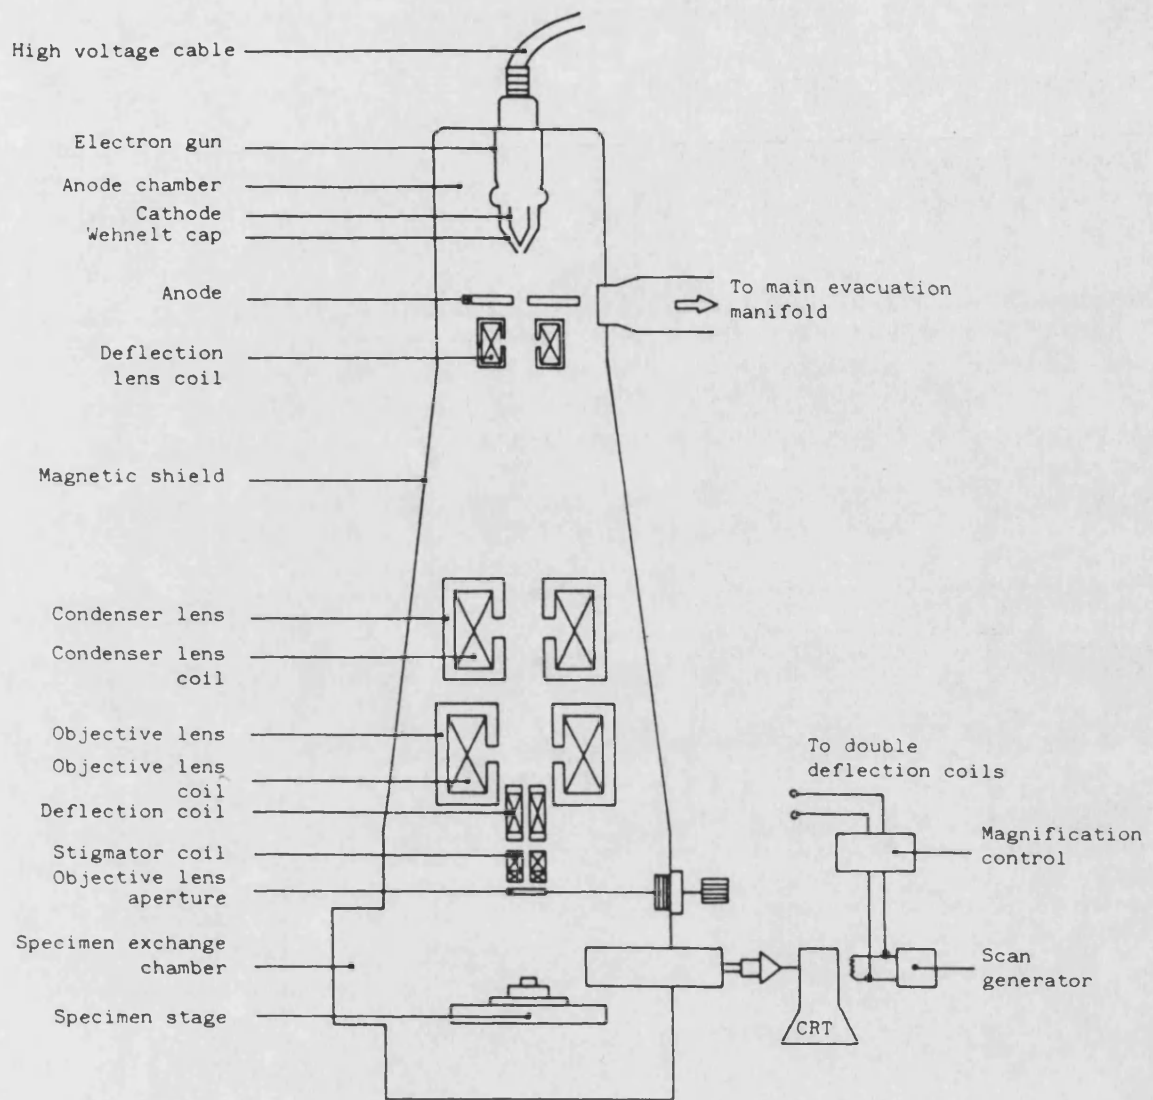 High voltage cable
Electron gun
Anode chamber
Cathode
Wehnelt cap
Anode
To main evacuation
manifold
Deflection
lens coil
Magnetic shield
Condenser lens
Condenser lens
coil
Objective lens
Objective lens
coil
Deflection coil
Stigmator coil
Objective lens
aperture
To double
deflection coils
Magnification
control
Specimen exchange
chamber
Specimen stage
Scan
generator
CRT